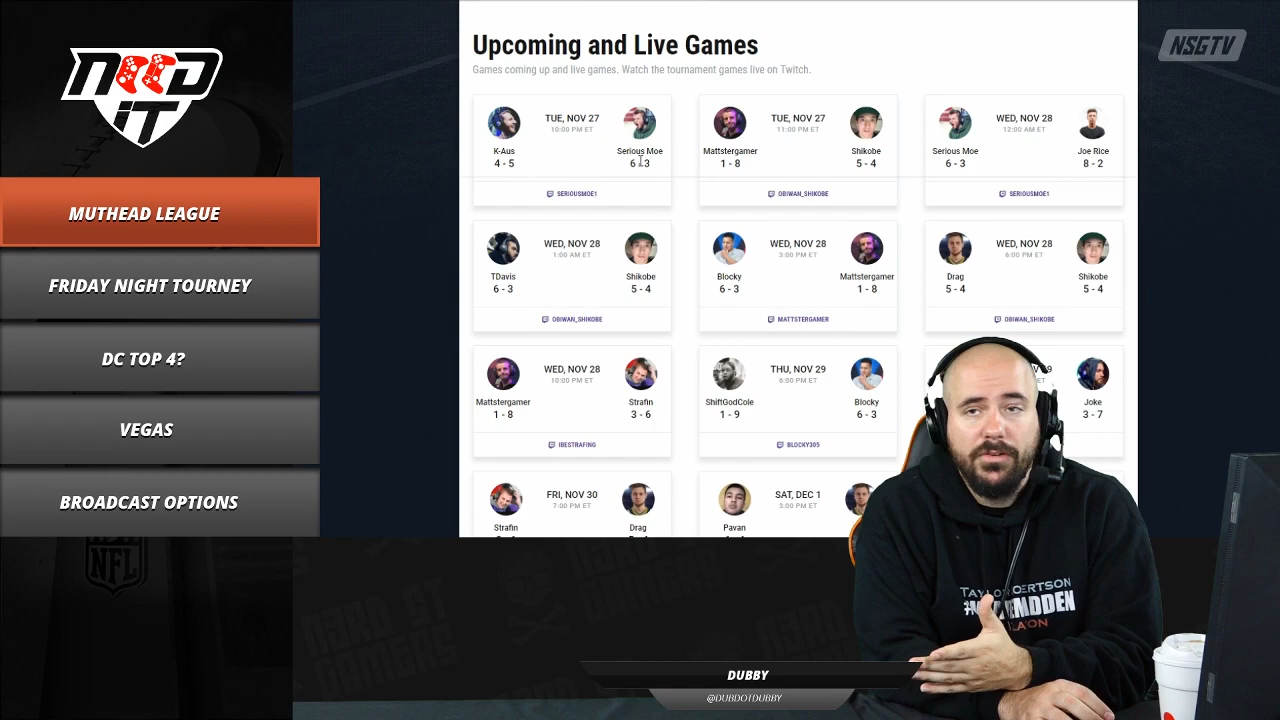 NERD
iT
MUTHEAD LEAGUE
FRIDAY NIGHT TOURNEY
DC TOP 4?
VEGAS
BROADCAST OPTIONS
NFL
Upcoming and Live Games
Games coming up and live games. Watch the tournament games live on Twitch.
NSGTV
TUE, NOV 27
10:00 PM ET
K-Aus
Serious Moe
4 - 5
6 - 3
SERIOUSMOE1
TUE, NOV 27
11:00 PM ET
Mattstergamer
Shikobe
1 - 8
5 - 4
OBIWAN_SHIKOBE
WED, NOV 28
12:00 AM ET
Serious Moe
Joe Rice
6 - 3
8 - 2
SERIOUSMOE1
WED, NOV 28
1:00 AM ET
TDavis
Shikobe
6 - 3
5 - 4
OBIWAN_SHIKOBE
WED, NOV 28
3:00 PM ET
Blocky
Mattstergamer
6 - 3
1 - 8
MATTSTERGAMER
WED, NOV 28
6:00 PM ET
Drag
Shikobe
5 - 4
5 - 4
OBIWAN_SHIKOBE
WED, NOV 28
10:00 PM ET
Mattstergamer
Strafin
1 - 8
3 - 6
IBESTRAFING
THU, NOV 29
6:00 PM ET
ShiftGodCole
Blocky
1 - 9
6 - 3
BLOCKY305
Joke
3 - 7
FRI, NOV 30
7:00 PM ET
Strafin
Drag
SAT, DEC 1
3:00 PM ET
Pavan
DUBBY
@DUBDOTDUBBY